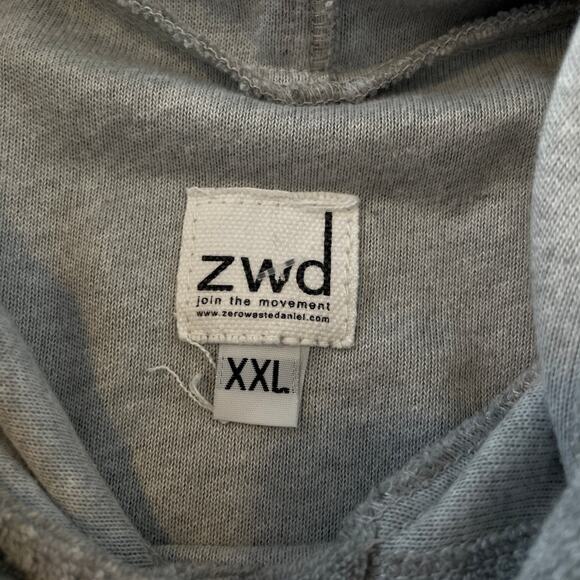 zwd
join the movement
www.zerowastedaniel.com
XXL